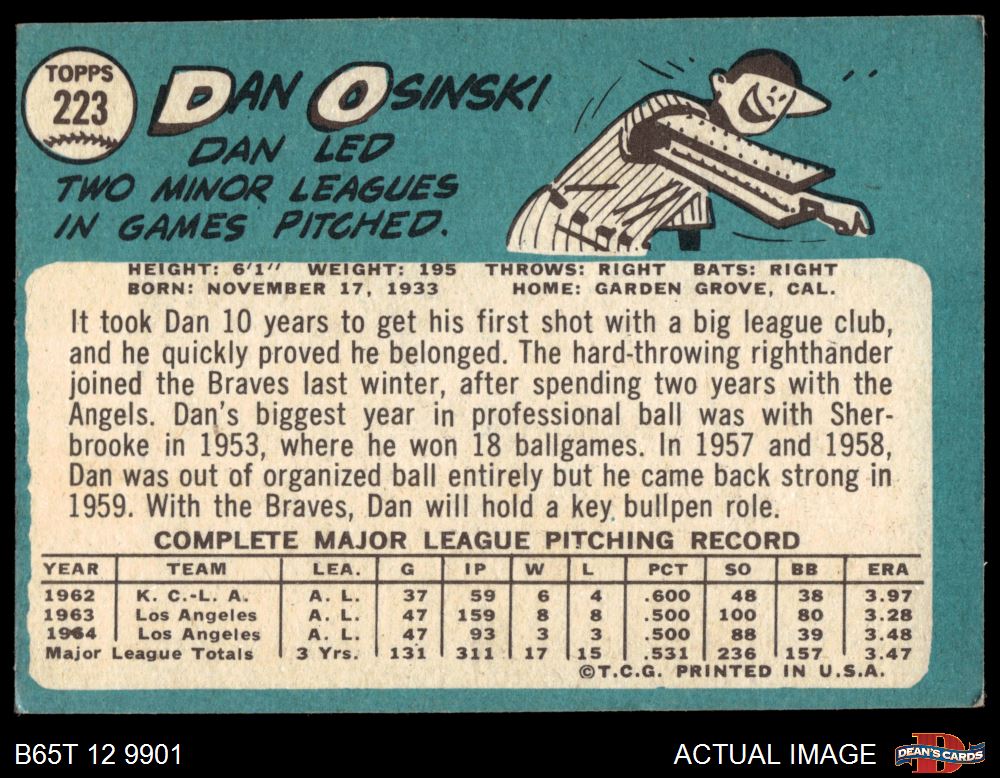 TOPPS
223
DAN OSINSKI
DAN LED
TWO MINOR LEAGUES
IN GAMES PITCHED.
HEIGHT: 6'1" WEIGHT: 195 THROWS: RIGHT BATS: RIGHT
BORN: NOVEMBER 17, 1933 HOME: GARDEN GROVE, CAL.
It took Dan 10 years to get his first shot with a big league club,
and he quickly proved he belonged. The hard-throwing righthander
joined the Braves last winter, after spending two years with the
Angels. Dan's biggest year in professional ball was with Sher-
brooke in 1953, where he won 18 ballgames. In 1957 and 1958,
Dan was out of organized ball entirely but he came back strong in
1959. With the Braves, Dan will hold a key bullpen role.
COMPLETE MAJOR LEAGUE PITCHING RECORD
YEAR TEAM LEA. G IP W L PCT SO BB ERA
1962 K. C.-L. A. A. L. 37 59 6 4 .600 48 38 3.97
1963 Los Angeles A. L. 47 159 8 8 .500 100 80 3.28
1964 Los Angeles A. L. 47 93 3 3 .500 88 39 3.48
Major League Totals 3 Yrs. 131 311 17 15 .531 236 157 3.47
©T.C.G. PRINTED IN U.S.A.
B65T 12 9901
ACTUAL IMAGE
DEAN'S CARDS